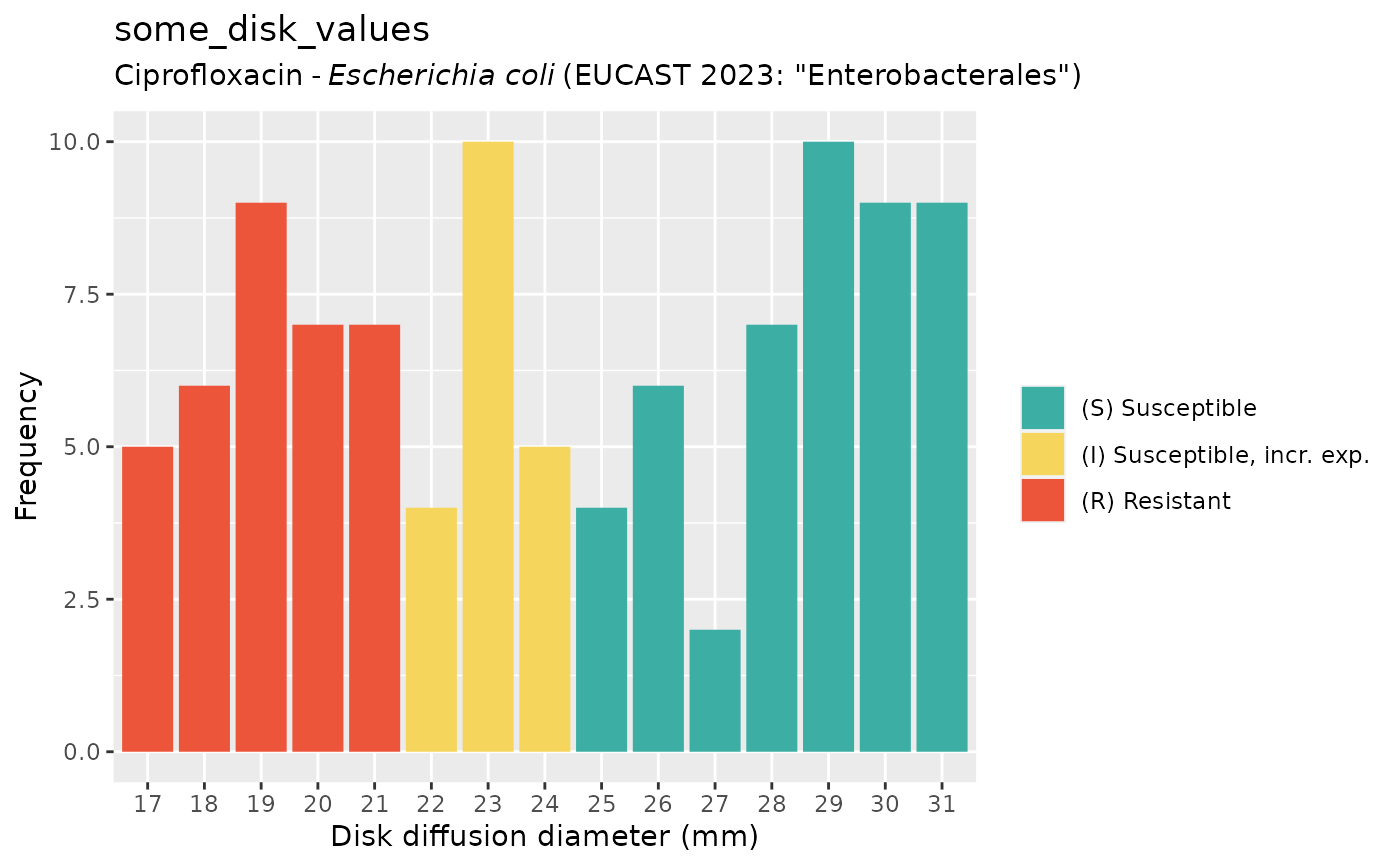 some_disk_values
Ciprofloxacin - Escherichia coli (EUCAST 2023: "Enterobacterales")
Frequency
10.0
7.5
5.0
2.5
0.0
17 18 19 20 21 22 23 24 25 26 27 28 29 30 31
Disk diffusion diameter (mm)
(S) Susceptible
(I) Susceptible, incr. exp.
(R) Resistant